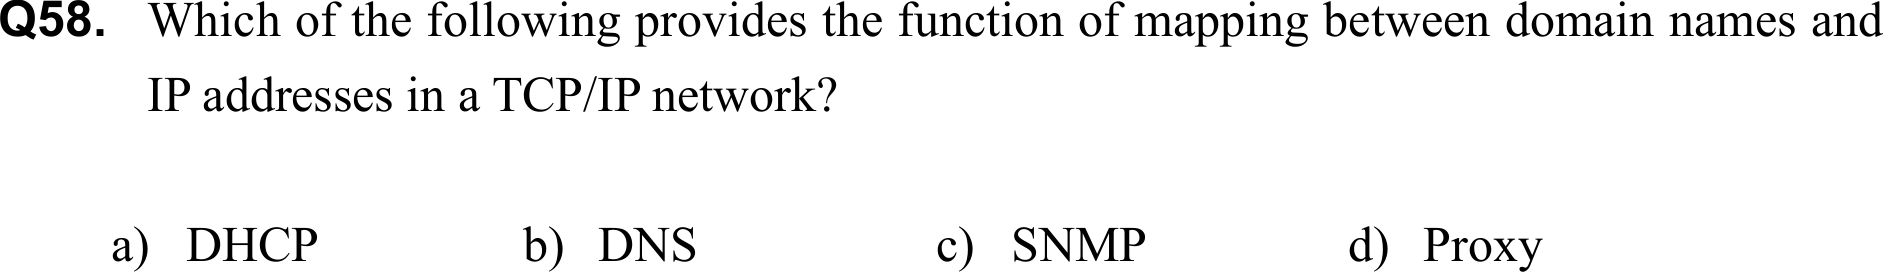 Q58. Which of the following provides the function of mapping between domain names and
IP addresses in a TCP/IP network?
a) DHCP b) DNS c) SNMP d) Proxy